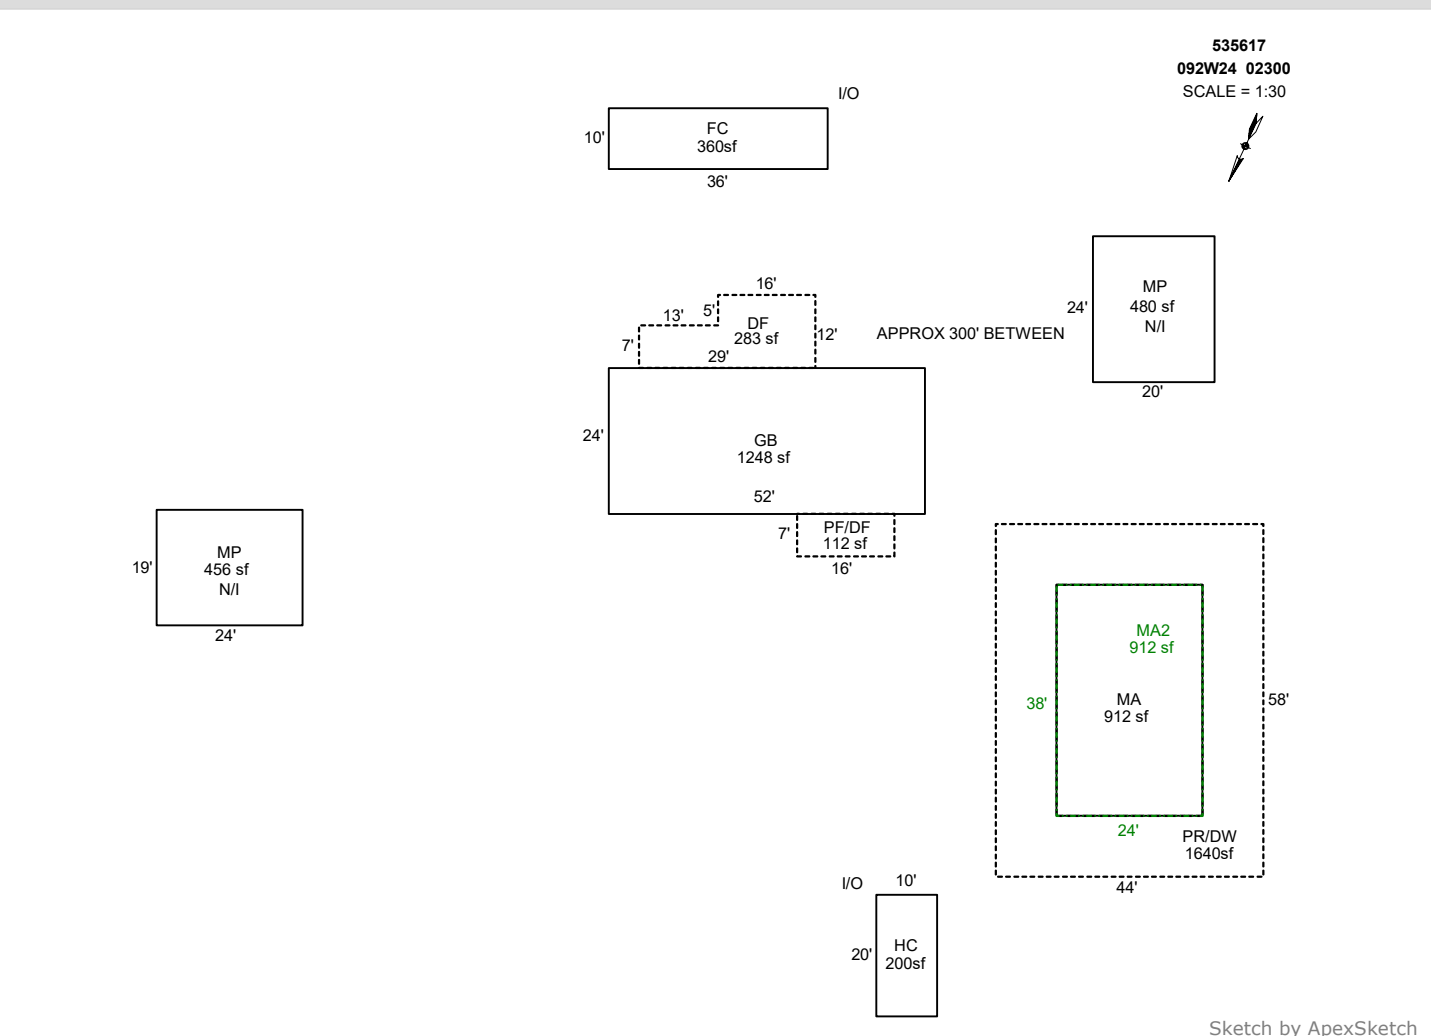 535617
092W24 02300
SCALE = 1:30
I/O
FC
10'
360sf
36'
16'
13'
5'
DF
283 sf
12'
7'
29'
APPROX 300' BETWEEN
MP
24'
480 sf
N/I
20'
24'
GB
1248 sf
52'
7'
PF/DF
112 sf
16'
MP
19'
456 sf
N/I
24'
MA2
912 sf
38'
MA
912 sf
58'
24'
PR/DW
1640sf
44'
I/O
10'
HC
20'
200sf
Sketch by ApexSketch